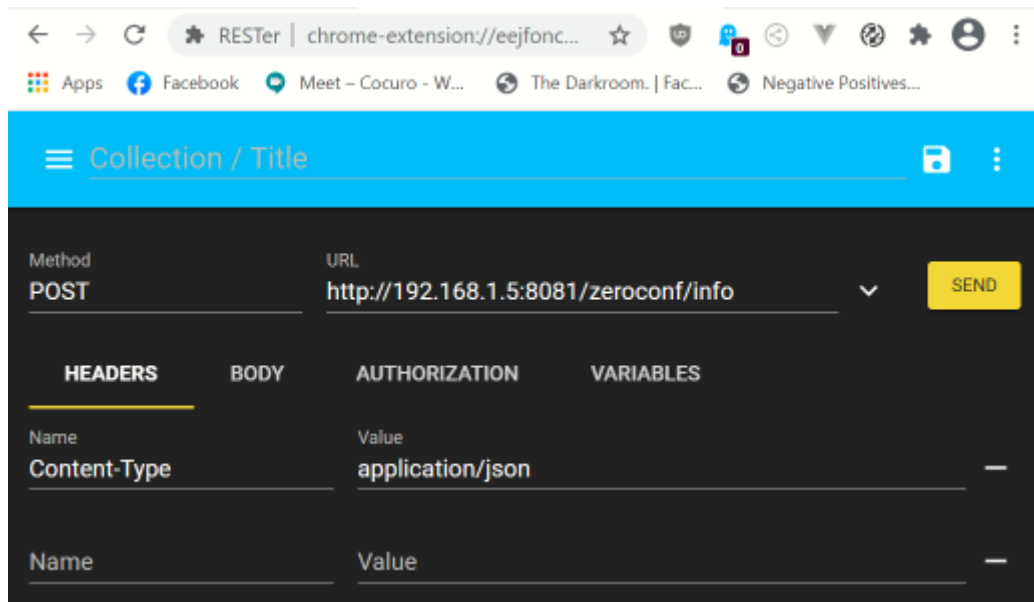 RESTer | chrome-extension://eejfonc...
0
Apps Facebook Meet – Cocuro - W... The Darkroom. | Fac... Negative Positives...
Collection / Title
Method URL
POST http://192.168.1.5:8081/zeroconf/info SEND
HEADERS BODY AUTHORIZATION VARIABLES
Name Value
Content-Type application/json
Name Value